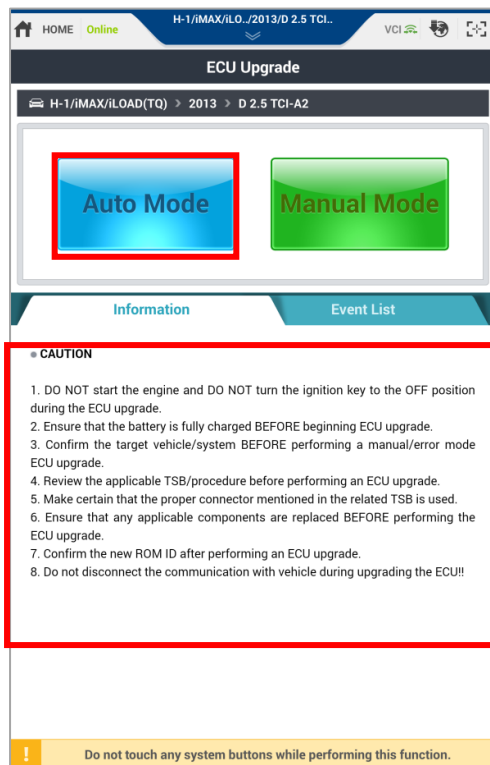 H-1/iMAX/iLO../2013/D 2.5 TCI..
HOME Online VCI
ECU Upgrade
H-1/iMAX/iLOAD(TQ) > 2013 > D 2.5 TCI-A2
Auto Mode Manual Mode
Information Event List
● CAUTION
1. DO NOT start the engine and DO NOT turn the ignition key to the OFF position
during the ECU upgrade.
2. Ensure that the battery is fully charged BEFORE beginning ECU upgrade.
3. Confirm the target vehicle/system BEFORE performing a manual/error mode
ECU upgrade.
4. Review the applicable TSB/procedure before performing an ECU upgrade.
5. Make certain that the proper connector mentioned in the related TSB is used.
6. Ensure that any applicable components are replaced BEFORE performing the
ECU upgrade.
7. Confirm the new ROM ID after performing an ECU upgrade.
8. Do not disconnect the communication with vehicle during upgrading the ECU!!
! Do not touch any system buttons while performing this function.